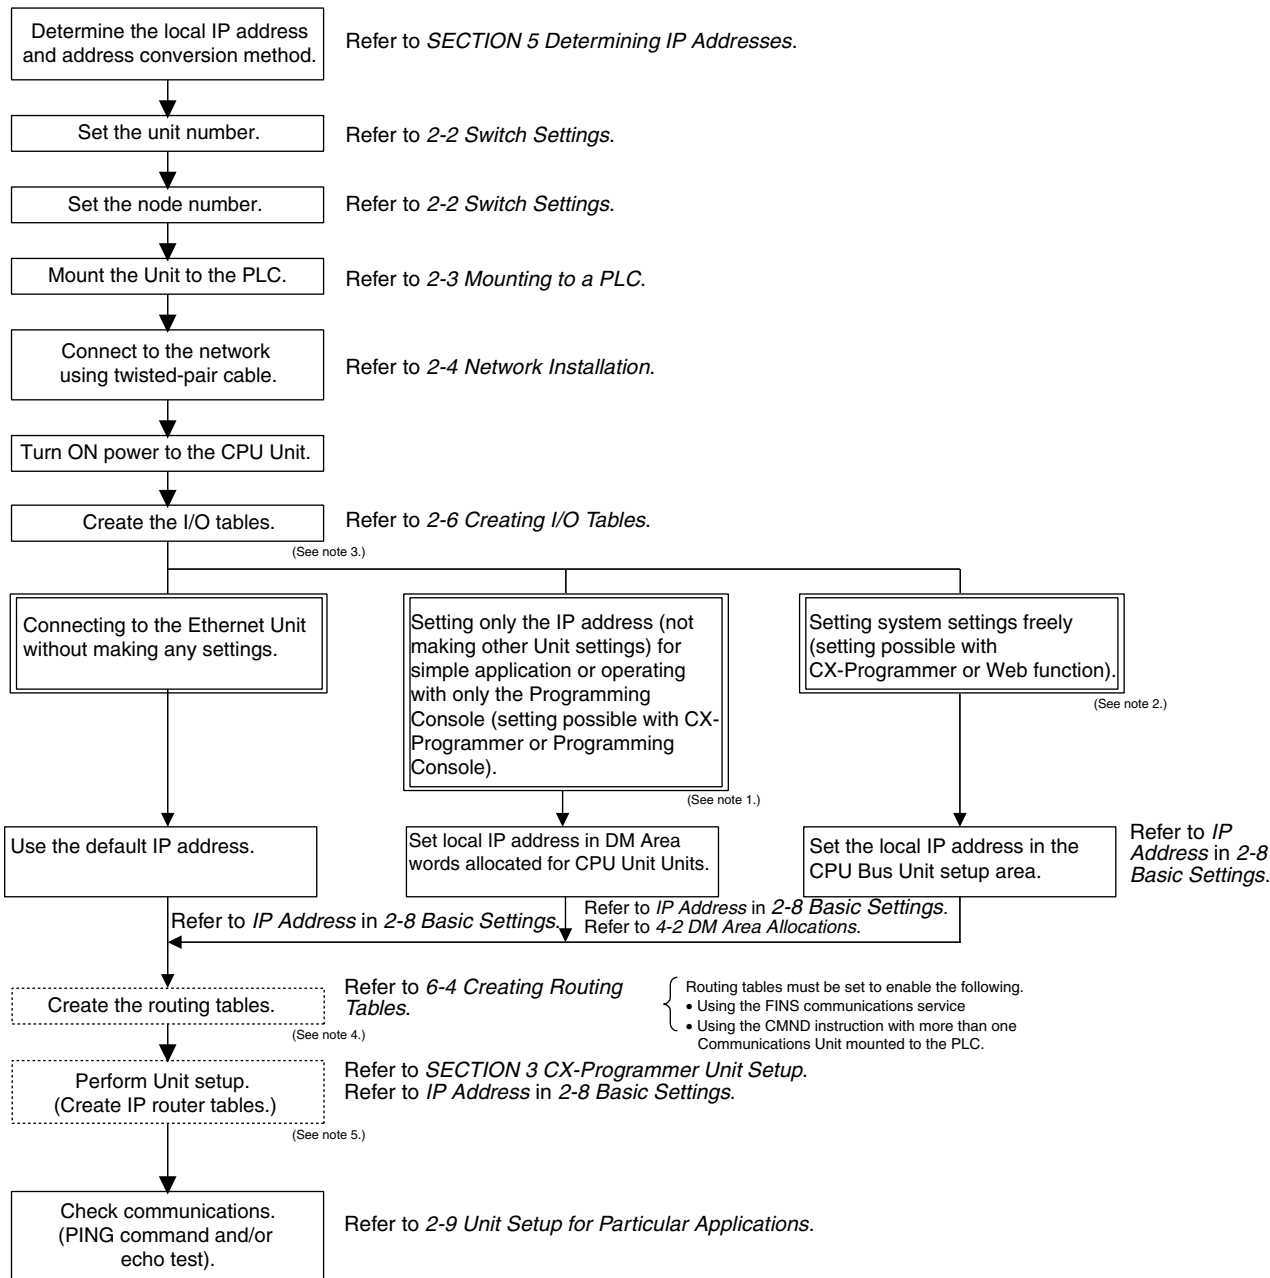 Determine the local IP address
and address conversion method.
Refer to SECTION 5 Determining IP Addresses.
Set the unit number.
Refer to 2-2 Switch Settings.
Set the node number.
Refer to 2-2 Switch Settings.
Mount the Unit to the PLC.
Refer to 2-3 Mounting to a PLC.
Connect to the network
using twisted-pair cable.
Refer to 2-4 Network Installation.
Turn ON power to the CPU Unit.
Create the I/O tables.
Refer to 2-6 Creating I/O Tables.
(See note 3.)
Connecting to the Ethernet Unit
without making any settings.
Setting only the IP address (not
making other Unit settings) for
simple application or operating
with only the Programming
Console (setting possible with CX-
Programmer or Programming
Console).
(See note 1.)
Setting system settings freely
(setting possible with
CX-Programmer or Web function).
(See note 2.)
Use the default IP address.
Set local IP address in DM Area
words allocated for CPU Unit Units.
Set the local IP address in the
CPU Bus Unit setup area.
Refer to IP
Address in 2-8
Basic Settings.
Refer to IP Address in 2-8 Basic Settings.
Refer to IP Address in 2-8 Basic Settings.
Refer to 4-2 DM Area Allocations.
Create the routing tables.
(See note 4.)
Refer to 6-4 Creating Routing
Tables.
Routing tables must be set to enable the following.
• Using the FINS communications service
• Using the CMND instruction with more than one
Communications Unit mounted to the PLC.
Perform Unit setup.
(Create IP router tables.)
(See note 5.)
Refer to SECTION 3 CX-Programmer Unit Setup.
Refer to IP Address in 2-8 Basic Settings.
Check communications.
(PING command and/or
echo test).
Refer to 2-9 Unit Setup for Particular Applications.